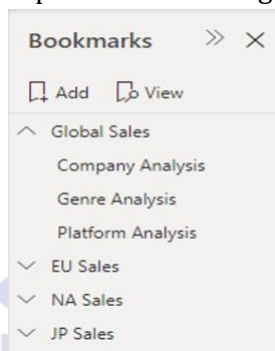 Bookmarks
Add View
Global Sales
Company Analysis
Genre Analysis
Platform Analysis
EU Sales
NA Sales
JP Sales